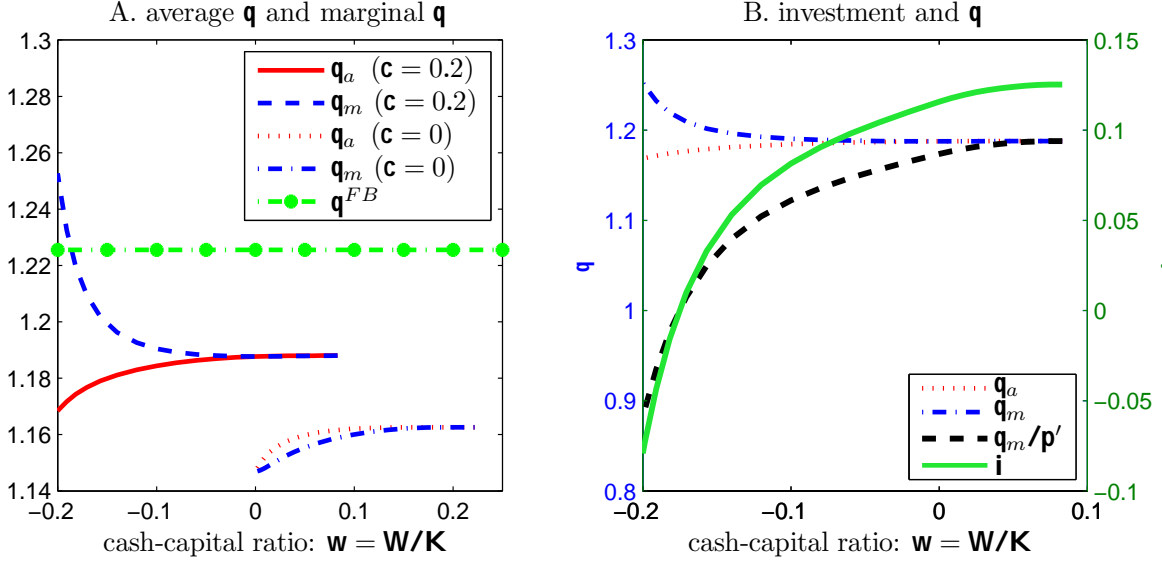 A. average q and marginal q
1.3
1.28
1.26
1.24
1.22
1.2
1.18
1.16
1.14
−0.2
−0.1
0
0.1
0.2
q_a (c = 0.2)
q_m (c = 0.2)
q_a (c = 0)
q_m (c = 0)
q^{FB}
cash-capital ratio: w = W/K
B. investment and q
1.3
1.2
1.1
1
0.9
0.8
q
0.15
0.1
0.05
0
−0.05
−0.1
−0.2
−0.1
0
0.1
q_a
q_m
q_m/p′
i
cash-capital ratio: w = W/K